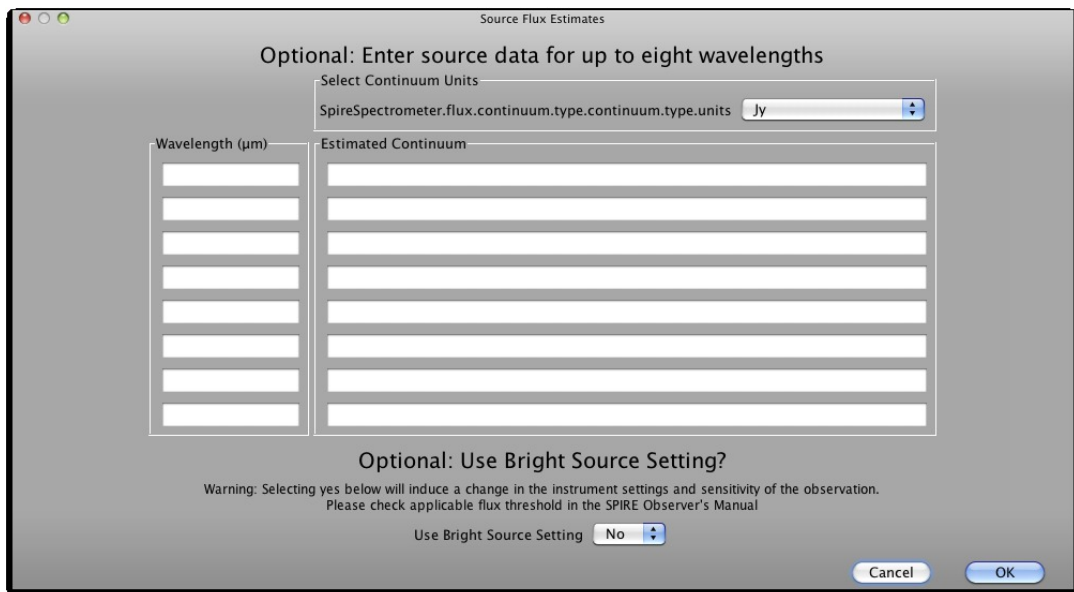 Source Flux Estimates
Optional: Enter source data for up to eight wavelengths
Select Continuum Units
SpireSpectrometer.flux.continuum.type.continuum.type.units Jy
Wavelength (µm) Estimated Continuum
Optional: Use Bright Source Setting?
Warning: Selecting yes below will induce a change in the instrument settings and sensitivity of the observation.
Please check applicable flux threshold in the SPIRE Observer's Manual
Use Bright Source Setting No
Cancel OK